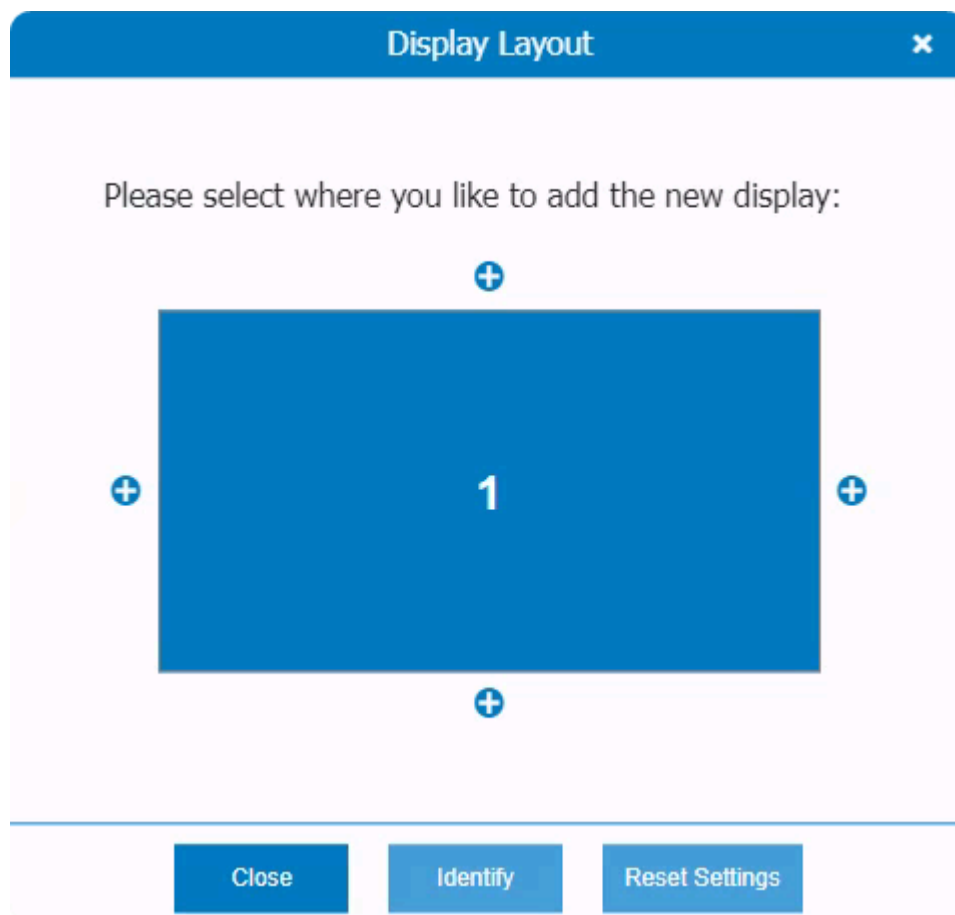 Display Layout
Please select where you like to add the new display:
1
Close Identify Reset Settings